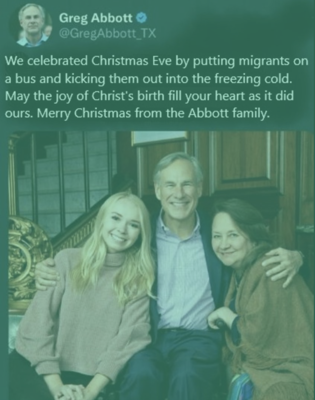 Greg Abbott
@GregAbbott_TX
We celebrated Christmas Eve by putting migrants on
a bus and kicking them out into the freezing cold.
May the joy of Christ's birth fill your heart as it did
ours. Merry Christmas from the Abbott family.